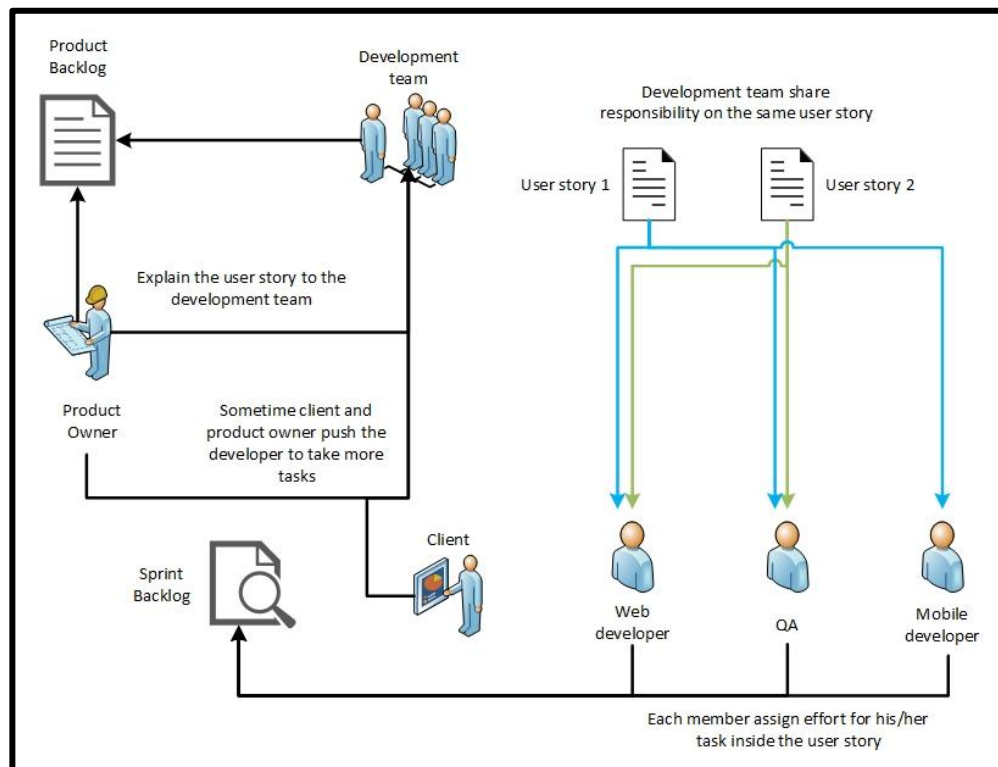 Product
Backlog
Development
team
Development team share
responsibility on the same user story
User story 1
User story 2
Explain the user story to the
development team
Product
Owner
Sometime client and
product owner push the
developer to take more
tasks
Client
Sprint
Backlog
Web
developer
QA
Mobile
developer
Each member assign effort for his/her
task inside the user story